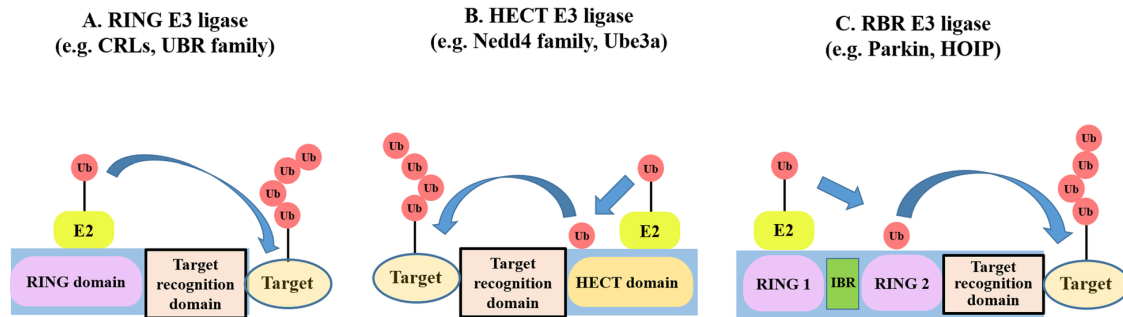 A. RING E3 ligase
(e.g. CRLs, UBR family)
Ub
Ub
Ub
Ub
Ub
E2
RING domain
Target
recognition
domain
Target
B. HECT E3 ligase
(e.g. Nedd4 family, Ube3a)
Ub
Ub
Ub
Ub
Ub
Ub
E2
Target
Target
recognition
domain
HECT domain
C. RBR E3 ligase
(e.g. Parkin, HOIP)
Ub
Ub
Ub
Ub
Ub
Ub
E2
RING 1
IBR
RING 2
Target
recognition
domain
Target